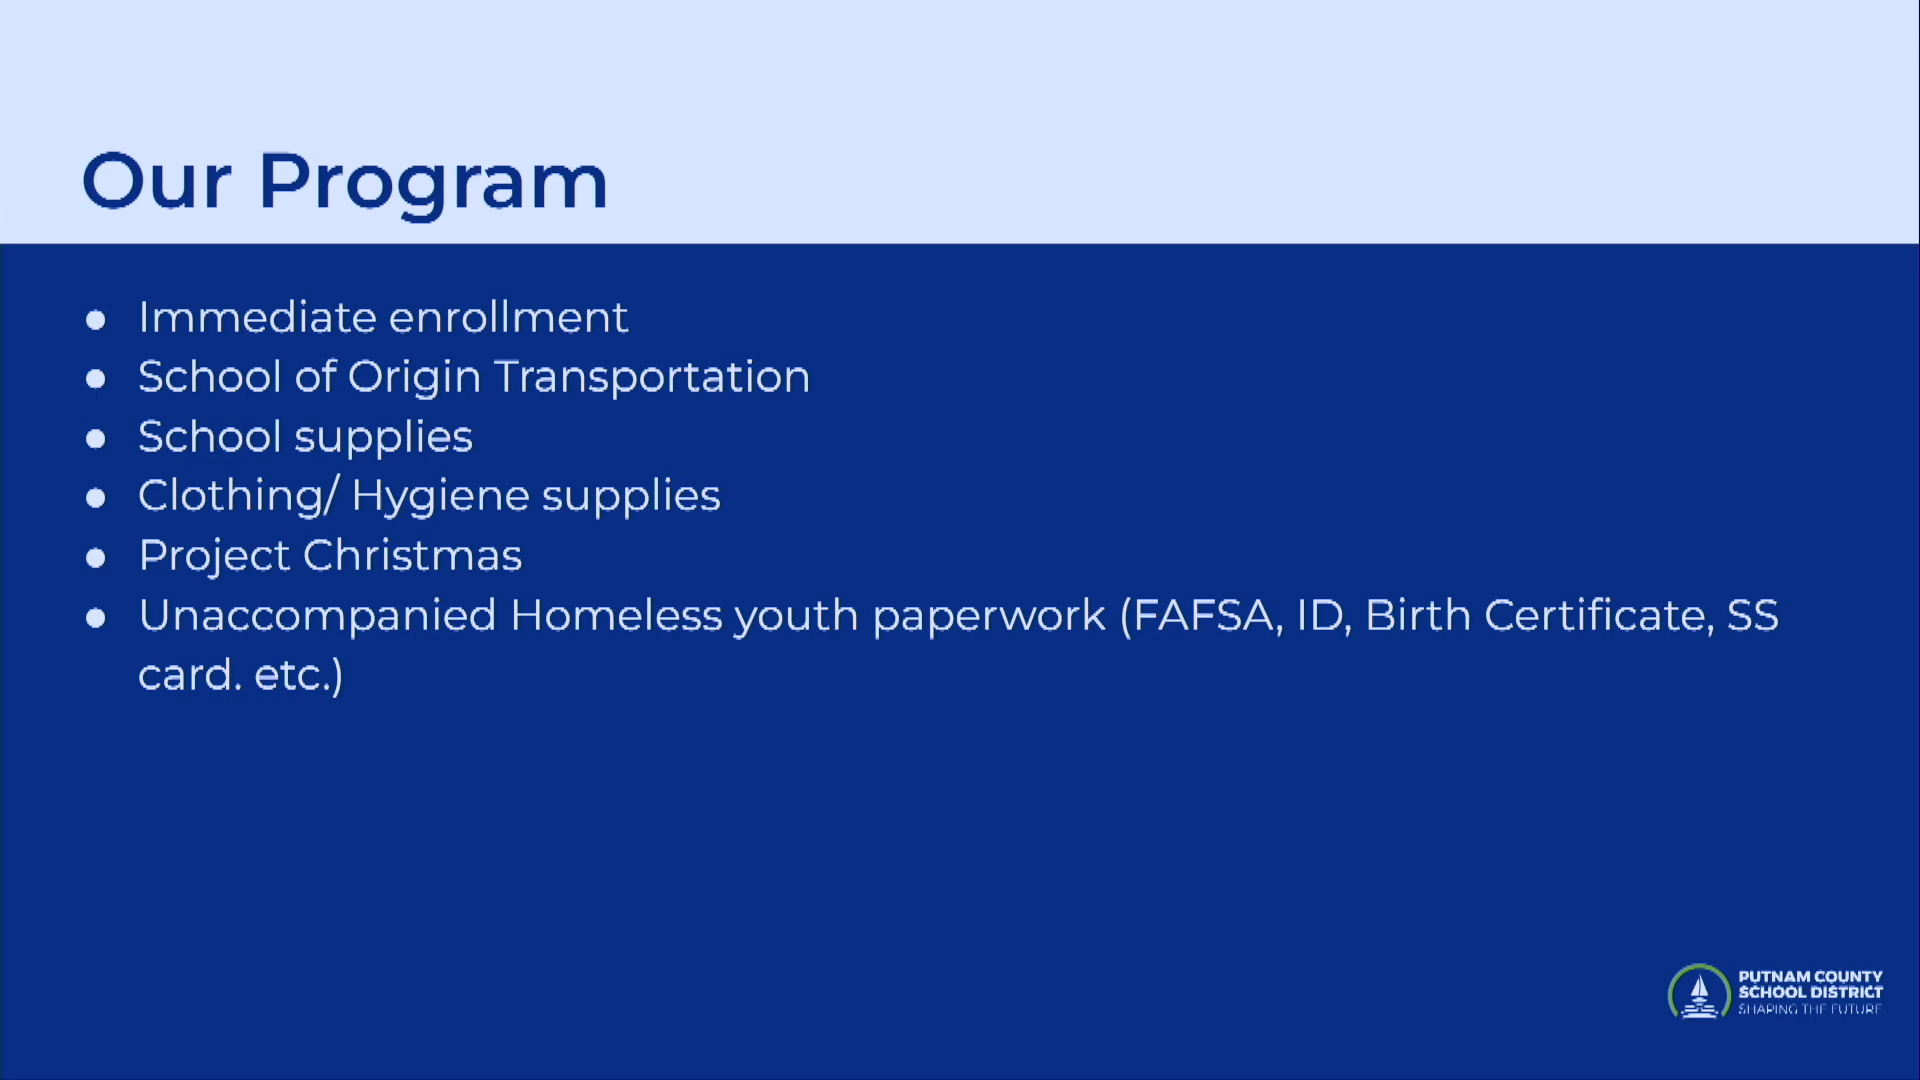 Our Program
● Immediate enrollment
● School of Origin Transportation
● School supplies
● Clothing/ Hygiene supplies
● Project Christmas
● Unaccompanied Homeless youth paperwork (FAFSA, ID, Birth Certificate, SS
card. etc.)
PUTNAM COUNTY
SCHOOL DISTRICT
SHAPING THE FUTURE